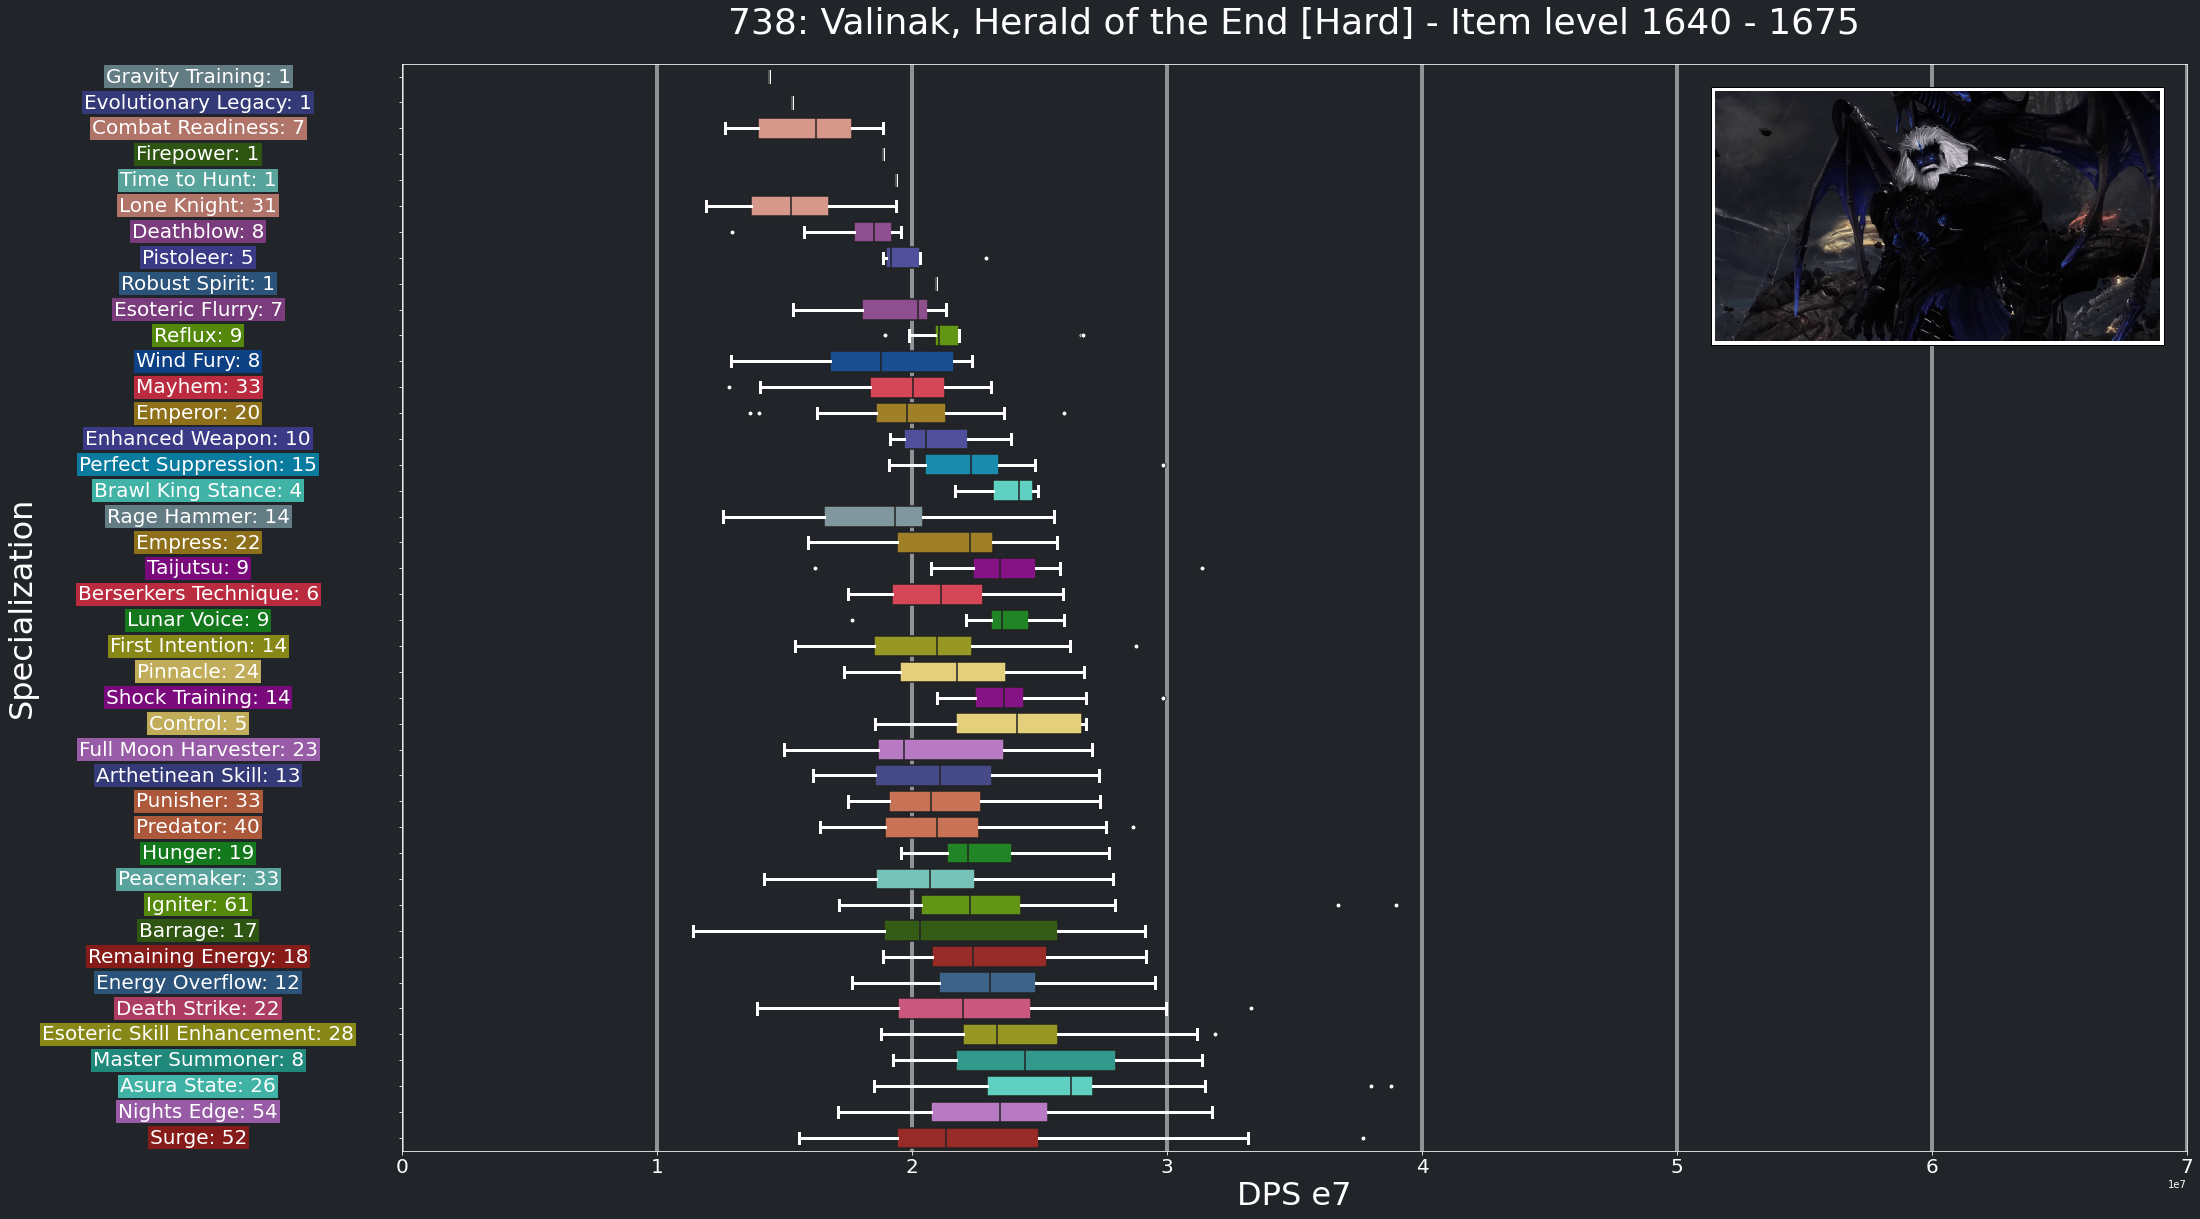 738: Valinak, Herald of the End [Hard] - Item level 1640 - 1675
Specialization
Gravity Training: 1
Evolutionary Legacy: 1
Combat Readiness: 7
Firepower: 1
Time to Hunt: 1
Lone Knight: 31
Deathblow: 8
Pistoleer: 5
Robust Spirit: 1
Esoteric Flurry: 7
Reflux: 9
Wind Fury: 8
Mayhem: 33
Emperor: 20
Enhanced Weapon: 10
Perfect Suppression: 15
Brawl King Stance: 4
Rage Hammer: 14
Empress: 22
Taijutsu: 9
Berserkers Technique: 6
Lunar Voice: 9
First Intention: 14
Pinnacle: 24
Shock Training: 14
Control: 5
Full Moon Harvester: 23
Arthetinean Skill: 13
Punisher: 33
Predator: 40
Hunger: 19
Peacemaker: 33
Igniter: 61
Barrage: 17
Remaining Energy: 18
Energy Overflow: 12
Death Strike: 22
Esoteric Skill Enhancement: 28
Master Summoner: 8
Asura State: 26
Nights Edge: 54
Surge: 52
0 1 2 3 4 5 6 7
1e7
DPS e7